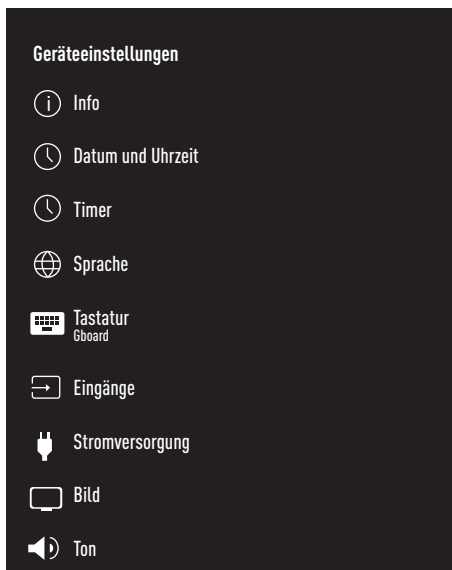 Geräteeinstellungen
Info
Datum und Uhrzeit
Timer
Sprache
Tastatur
Gboard
Eingänge
Stromversorgung
Bild
Ton